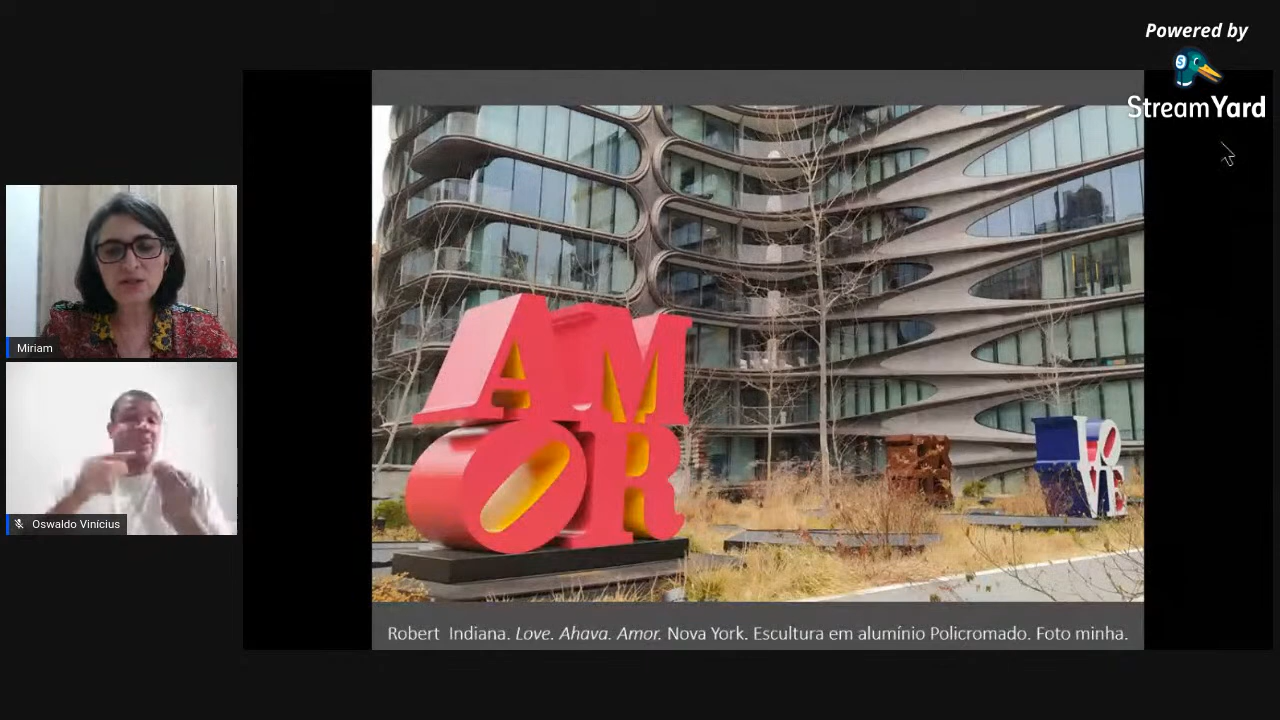 Powered by
StreamYard
Miriam
Oswaldo Vinícius
AMOR
LOVE
Robert Indiana. Love. Ahava. Amor. Nova York. Escultura em alumínio Policromado. Foto minha.